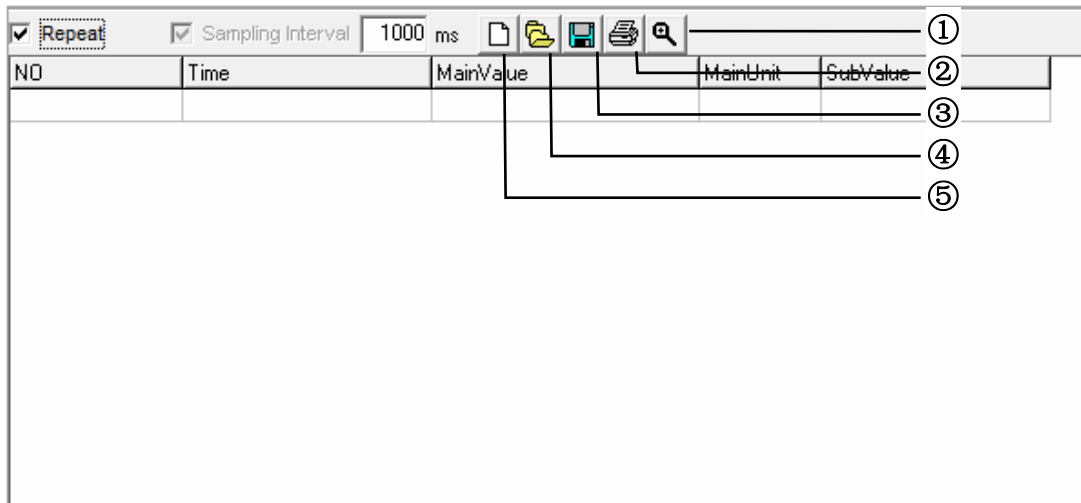 Repeat Sampling Interval 1000 ms ①
NO Time MainValue MainUnit SubValue ②
③
④
⑤